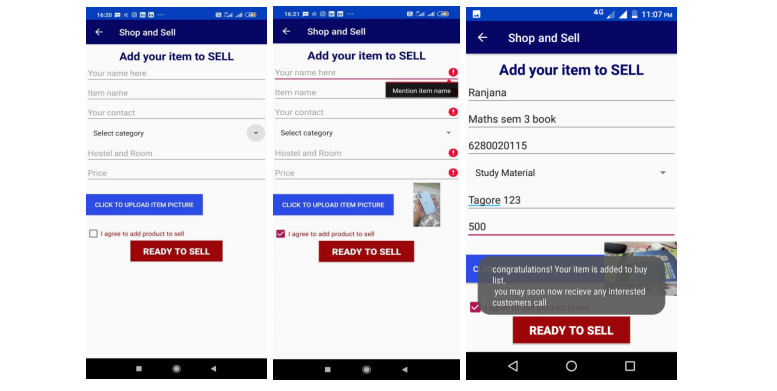 16:20
Shop and Sell
Add your item to SELL
Your name here
Item name
Your contact
Select category
Hostel and Room
Price
CLICK TO UPLOAD ITEM PICTURE
I agree to add product to sell
READY TO SELL
16:21
Shop and Sell
Add your item to SELL
Your name here
Item name
Mention item name
Your contact
Select category
Hostel and Room
Price
CLICK TO UPLOAD ITEM PICTURE
I agree to add product to sell
READY TO SELL
4G 11:07 PM
Shop and Sell
Add your item to SELL
Ranjana
Maths sem 3 book
6280020115
Study Material
Tagore 123
500
congratulations! Your item is added to buy
list.
you may soon now recieve any interested
customers call
READY TO SELL